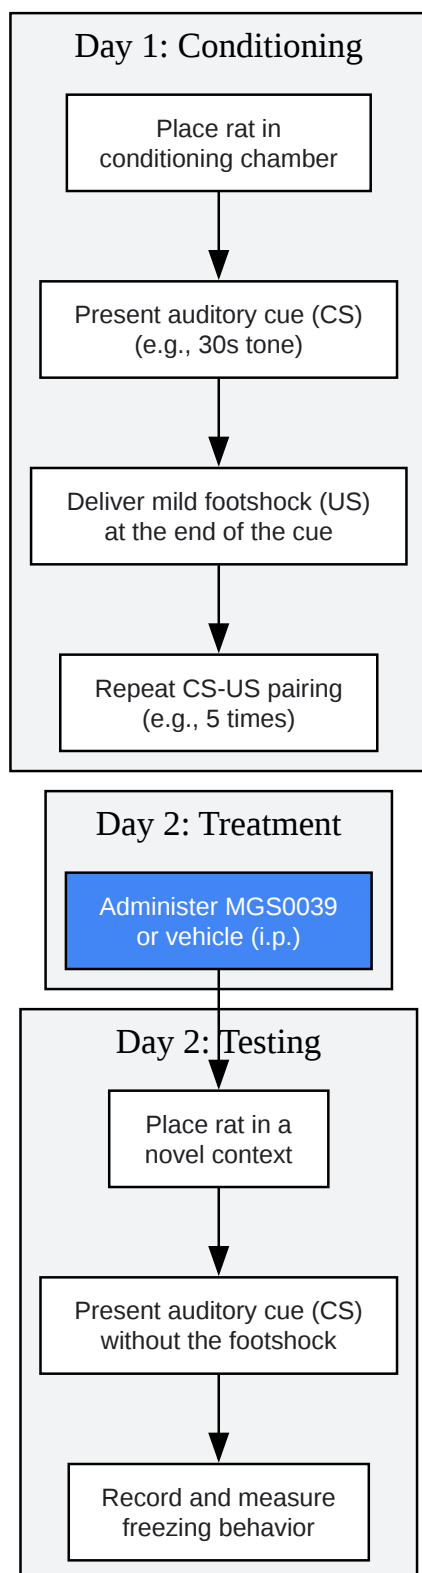 Day 1: Conditioning
Place rat in
conditioning chamber
Present auditory cue (CS)
(e.g., 30s tone)
Deliver mild footshock (US)
at the end of the cue
Repeat CS-US pairing
(e.g., 5 times)
Day 2: Treatment
Administer MGS0039
or vehicle (i.p.)
Day 2: Testing
Place rat in a
novel context
Present auditory cue (CS)
without the footshock
Record and measure
freezing behavior